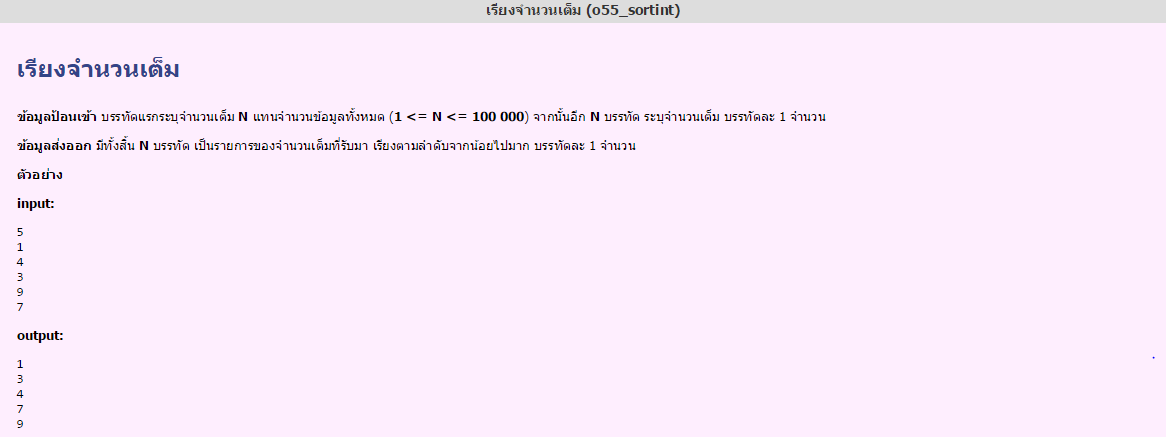 เรียงจำนวนเต็ม (o55_sortint)
เรียงจำนวนเต็ม
ข้อมูลป้อนเข้า บรรทัดแรกระบุจำนวนเต็ม N แทนจำนวนข้อมูลทั้งหมด (1 <= N <= 100 000) จากนั้นอีก N บรรทัด ระบุจำนวนเต็ม บรรทัดละ 1 จำนวน
ข้อมูลส่งออก มีทั้งสิ้น N บรรทัด เป็นรายการของจำนวนเต็มที่รับมา เรียงตามลำดับจากน้อยไปมาก บรรทัดละ 1 จำนวน
ตัวอย่าง
input:
5
1
4
3
9
7
output:
1
3
4
7
9